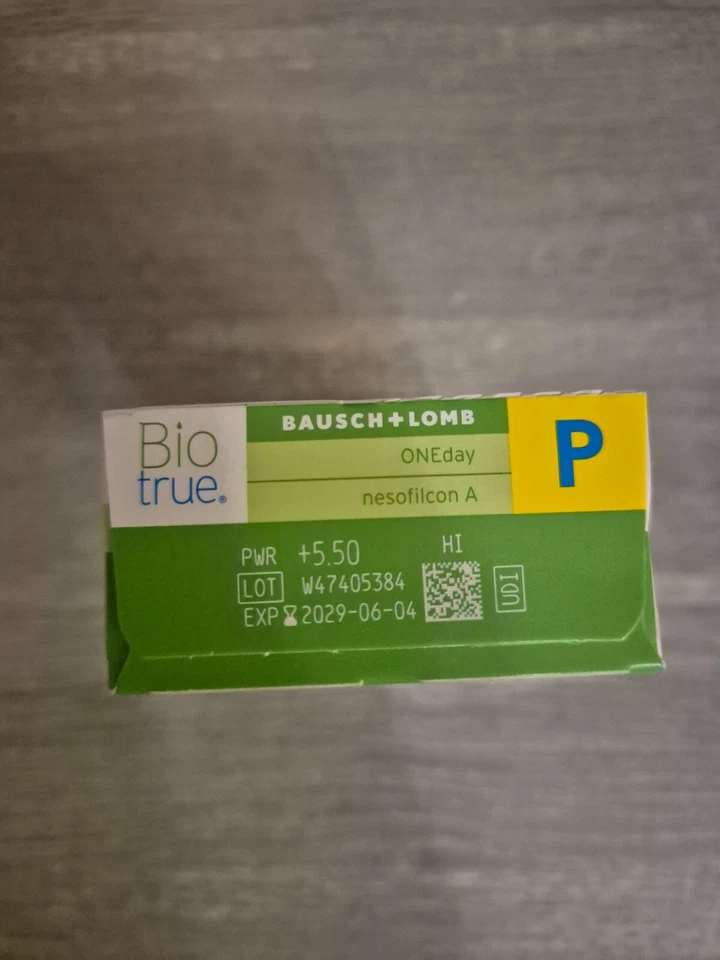 Bio
true®
BAUSCH+LOMB
ONEday
nesofilcon A
P
PWR +5.50 HI
LOT W47405384
EXP 2029-06-04
UDI